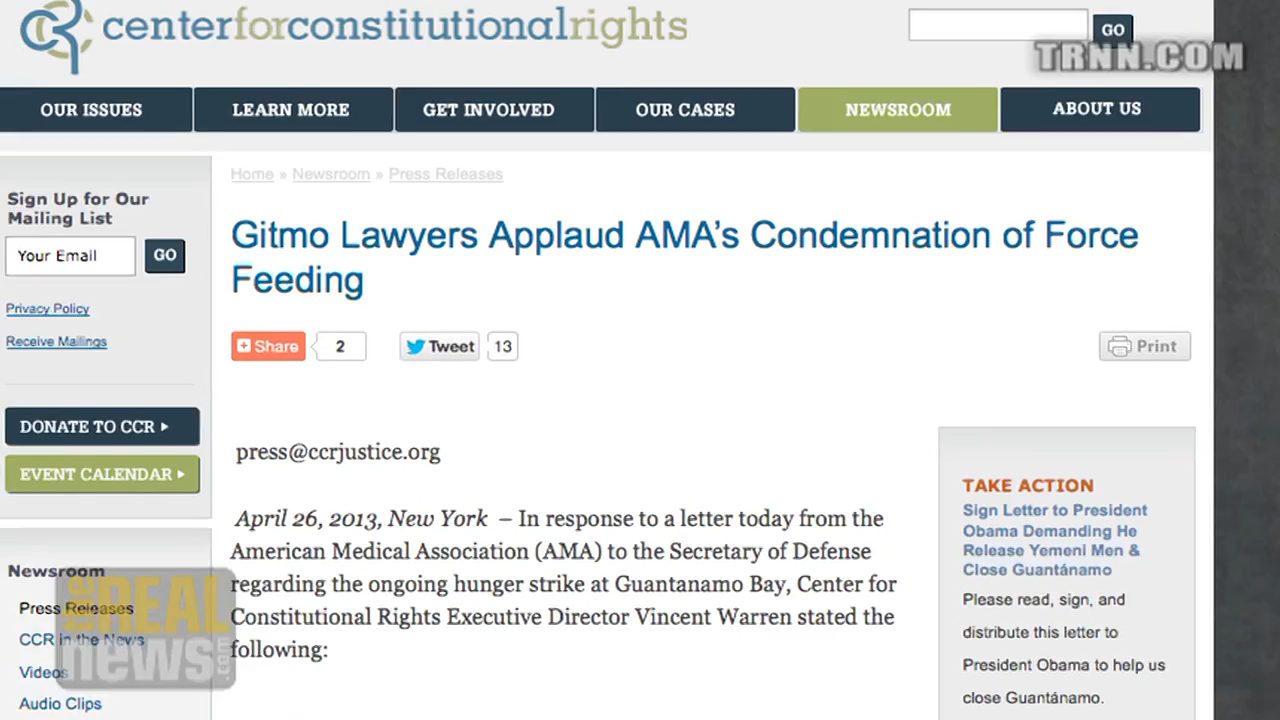 centerforconstitutionalrights
GO
TRNN.COM
OUR ISSUES
LEARN MORE
GET INVOLVED
OUR CASES
NEWSROOM
ABOUT US
Home » Newsroom » Press Releases
Sign Up for Our
Mailing List
Your Email
GO
Privacy Policy
Receive Mailings
DONATE TO CCR
EVENT CALENDAR
Newsroom
Press Releases
CCR in the News
Videos
Audio Clips
Gitmo Lawyers Applaud AMA's Condemnation of Force
Feeding
Share
2
Tweet
13
Print
press@ccrjustice.org
April 26, 2013, New York – In response to a letter today from the
American Medical Association (AMA) to the Secretary of Defense
regarding the ongoing hunger strike at Guantanamo Bay, Center for
Constitutional Rights Executive Director Vincent Warren stated the
following:
TAKE ACTION
Sign Letter to President
Obama Demanding He
Release Yemeni Men &
Close Guantánamo
Please read, sign, and
distribute this letter to
President Obama to help us
close Guantánamo.
THE REAL
news.com